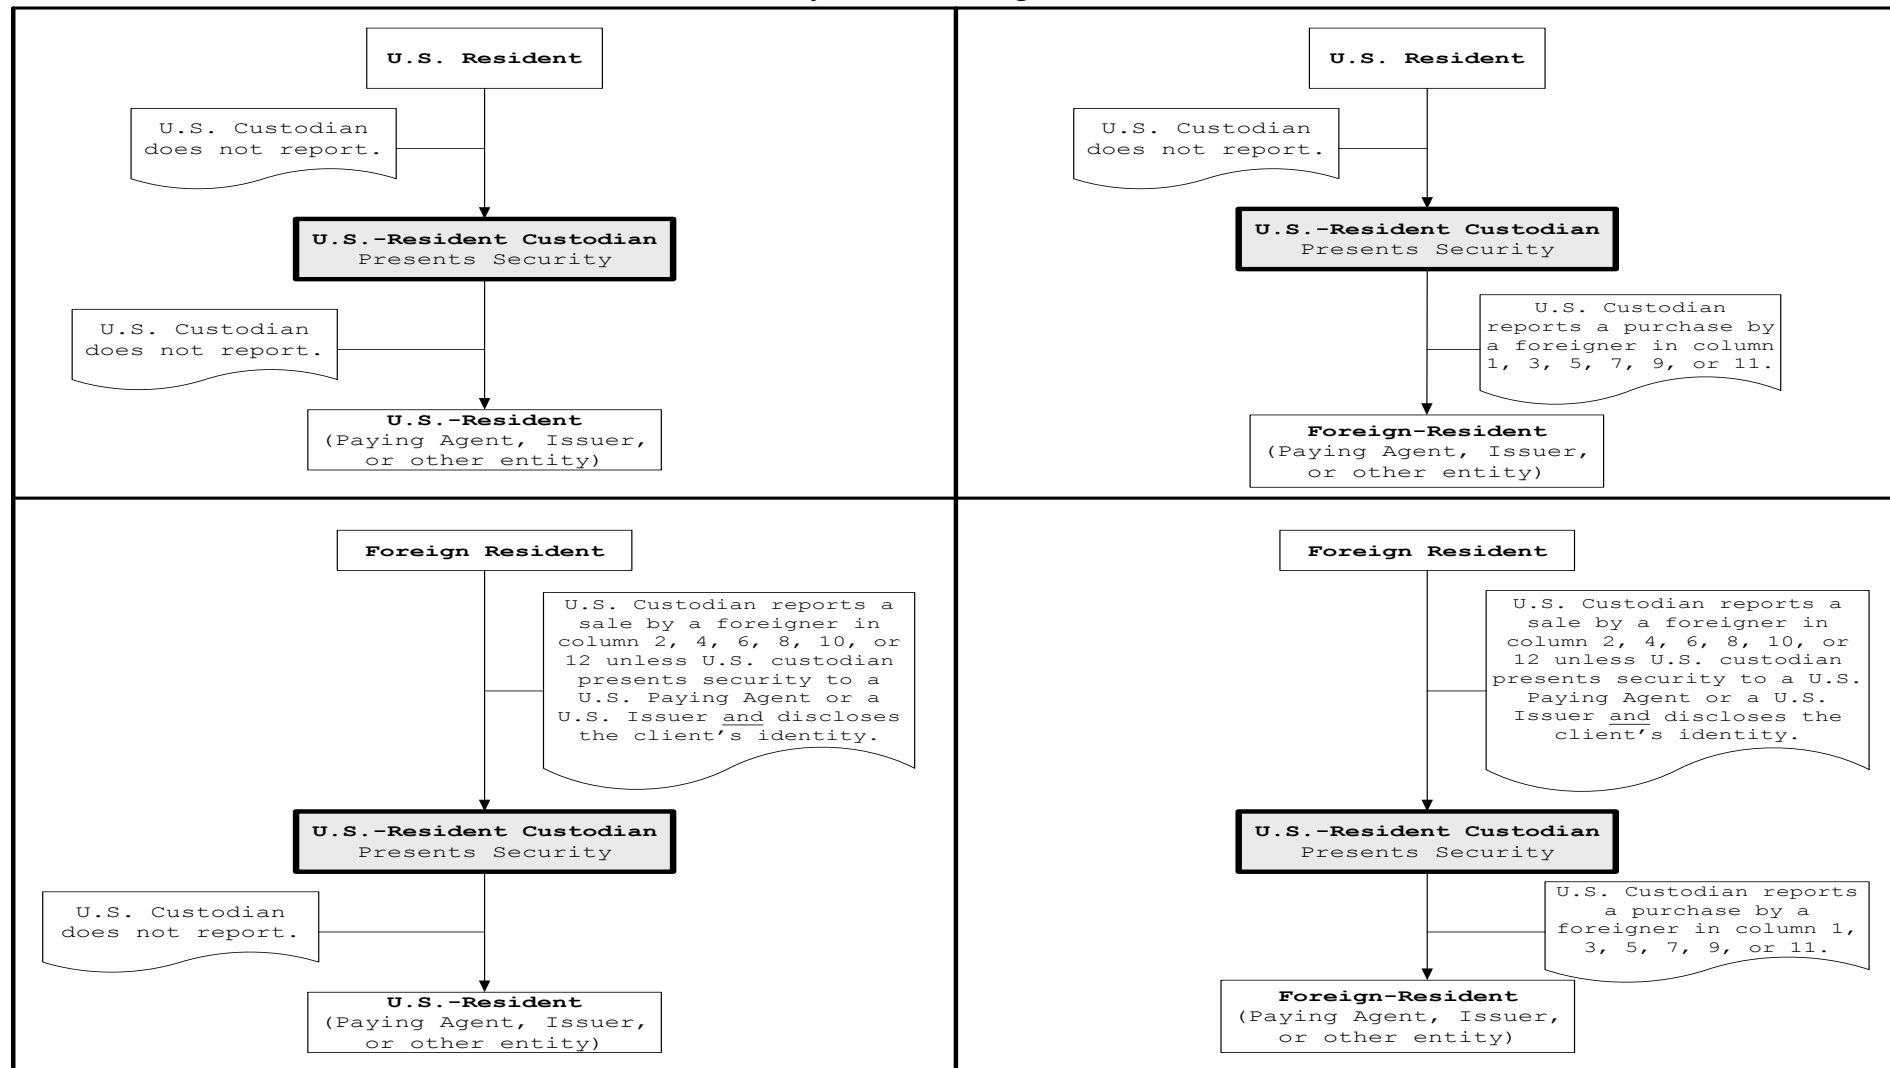 U.S. Resident
U.S. Custodian
does not report.
U.S.-Resident Custodian
Presents Security
U.S. Custodian
does not report.
U.S.-Resident
(Paying Agent, Issuer,
or other entity)
U.S. Resident
U.S. Custodian
does not report.
U.S.-Resident Custodian
Presents Security
U.S. Custodian
reports a purchase by
a foreigner in column
1, 3, 5, 7, 9, or 11.
Foreign-Resident
(Paying Agent, Issuer,
or other entity)
Foreign Resident
U.S. Custodian reports a
sale by a foreigner in
column 2, 4, 6, 8, 10, or
12 unless U.S. custodian
presents security to a
U.S. Paying Agent or a
U.S. Issuer and discloses
the client's identity.
U.S.-Resident Custodian
Presents Security
U.S. Custodian
does not report.
U.S.-Resident
(Paying Agent, Issuer,
or other entity)
Foreign Resident
U.S. Custodian reports a
sale by a foreigner in
column 2, 4, 6, 8, 10, or
12 unless U.S. custodian
presents security to a U.S.
Paying Agent or a U.S.
Issuer and discloses the
client's identity.
U.S.-Resident Custodian
Presents Security
U.S. Custodian reports
a purchase by a
foreigner in column 1,
3, 5, 7, 9, or 11.
Foreign-Resident
(Paying Agent, Issuer,
or other entity)